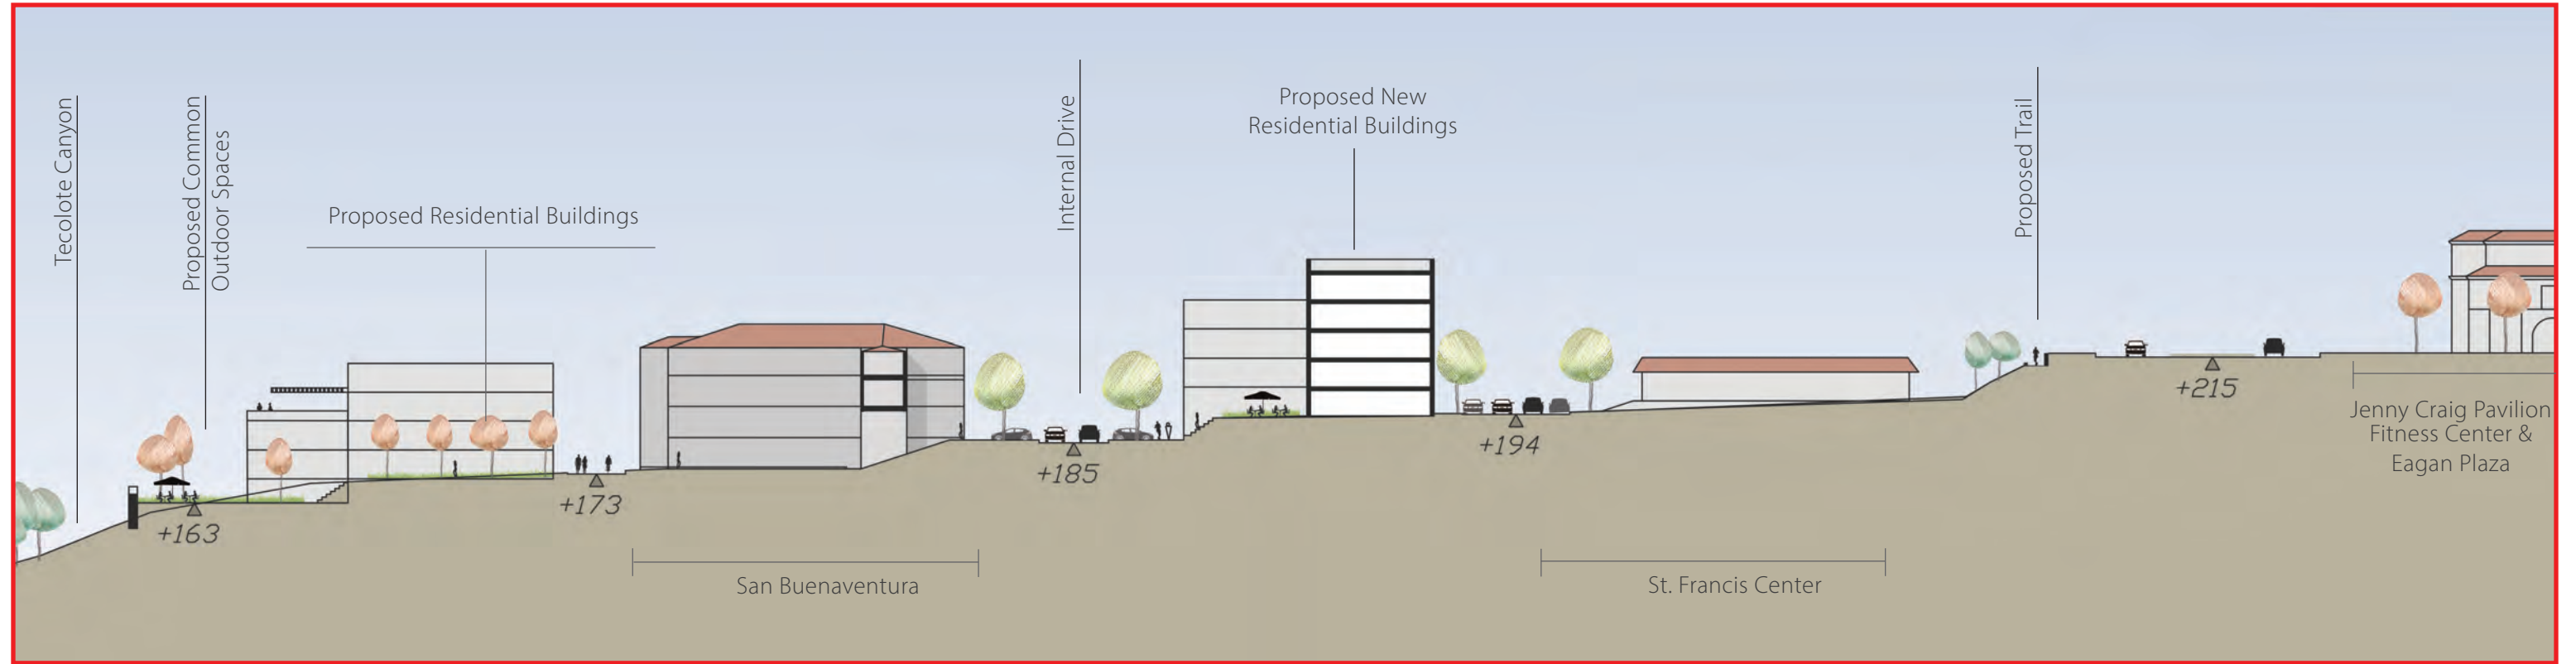 Tecolote Canyon
Proposed Common
Outdoor Spaces
Proposed Residential Buildings
Internal Drive
Proposed New
Residential Buildings
Proposed Trail
+163
+173
+185
+194
+215
San Buenaventura
St. Francis Center
Jenny Craig Pavilion
Fitness Center &
Eagan Plaza